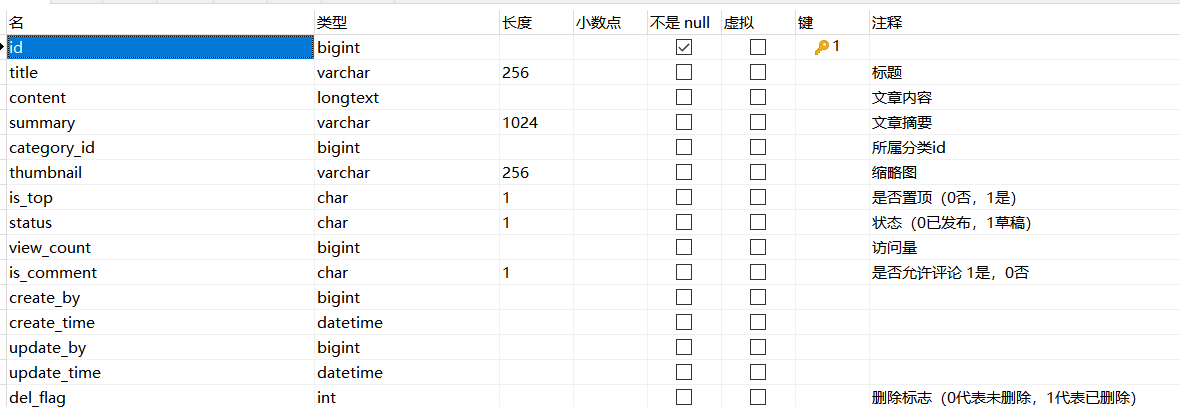 名 类型 长度 小数点 不是 null 虚拟 键 注释
id bigint 1
title varchar 256 标题
content longtext 文章内容
summary varchar 1024 文章摘要
category_id bigint 所属分类id
thumbnail varchar 256 缩略图
is_top char 1 是否置顶（0否，1是）
status char 1 状态（0已发布，1草稿）
view_count bigint 访问量
is_comment char 1 是否允许评论 1是，0否
create_by bigint
create_time datetime
update_by bigint
update_time datetime
del_flag int 删除标志（0代表未删除，1代表已删除）